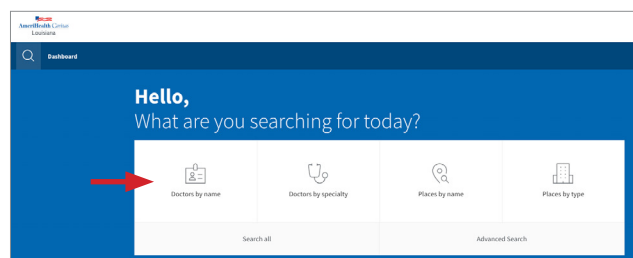 AmeriHealth Caritas
Louisiana
Dashboard
Hello,
What are you searching for today?
Doctors by name
Doctors by specialty
Places by name
Places by type
Search all
Advanced Search